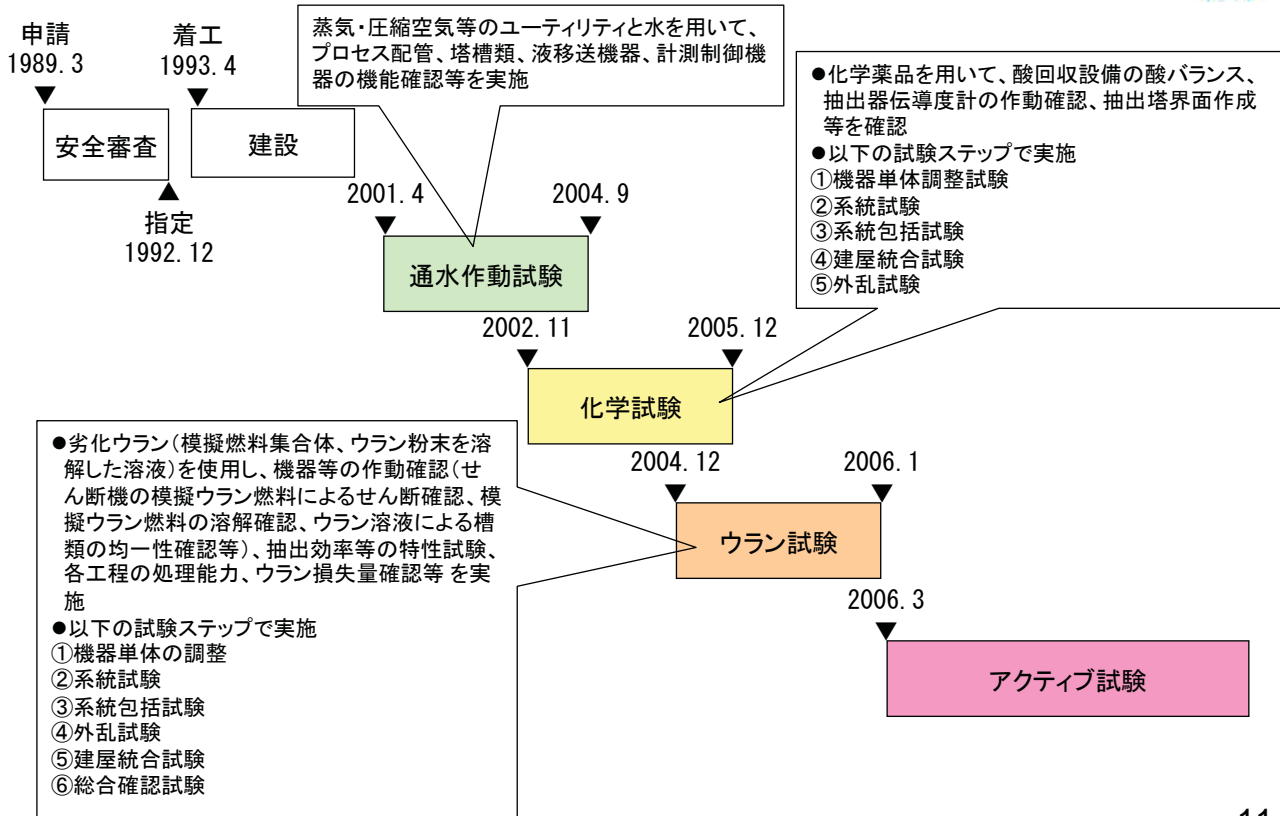 申請
1989.3
▼
着工
1993.4
▼
蒸気・圧縮空気等のユーティリティと水を用いて、
プロセス配管、塔槽類、液移送機器、計測制御機
器の機能確認等を実施
●化学薬品を用いて、酸回収設備の酸バランス、
抽出器伝導度計の作動確認、抽出塔界面作成
等を確認
●以下の試験ステップで実施
①機器単体調整試験
②系統試験
③系統包括試験
④建屋統合試験
⑤外乱試験
安全審査
建設
▲
指定
1992.12
2001.4
▼
2004.9
▼
通水作動試験
2002.11
▼
2005.12
▼
化学試験
●劣化ウラン(模擬燃料集合体、ウラン粉末を溶
解した溶液)を使用し、機器等の作動確認(せ
ん断機の模擬ウラン燃料によるせん断確認、模
擬ウラン燃料の溶解確認、ウラン溶液による槽
類の均一性確認等)、抽出効率等の特性試験、
各工程の処理能力、ウラン損失量確認等 を実
施
●以下の試験ステップで実施
①機器単体の調整
②系統試験
③系統包括試験
④外乱試験
⑤建屋統合試験
⑥総合確認試験
2004.12
▼
2006.1
▼
ウラン試験
2006.3
▼
アクティブ試験